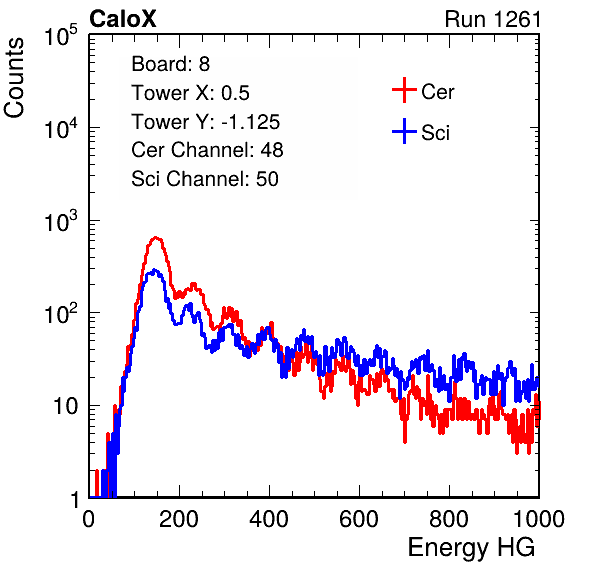 CaloX Run 1261
Counts
Board: 8
Tower X: 0.5
Tower Y: -1.125
Cer Channel: 48
Sci Channel: 50
Cer
Sci
10^5
10^4
10^3
10^2
10
1
0 200 400 600 800 1000
Energy HG